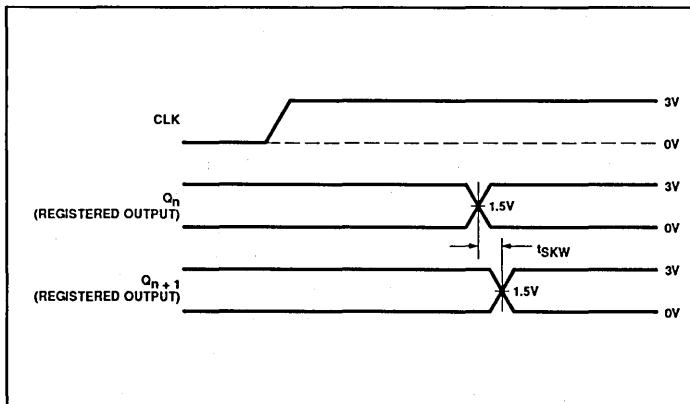 CLK
3V
0V
Qn
(REGISTERED OUTPUT)
3V
1.5V
0V
tSKW
Qn + 1
(REGISTERED OUTPUT)
3V
1.5V
0V